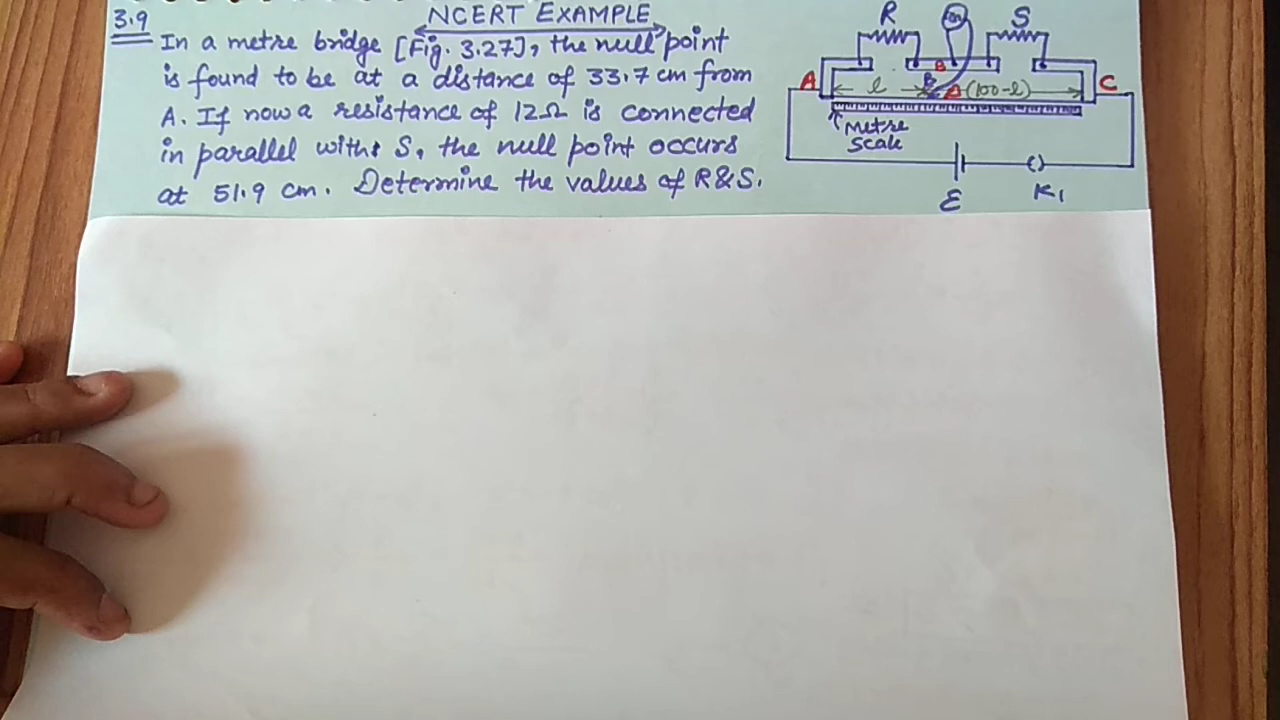 3.9
NCERT EXAMPLE
In a metre bridge [Fig. 3.27], the null point
is found to be at a distance of 33.7 cm from
A. If now a resistance of 12Ω is connected
in parallel with S, the null point occurs
at 51.9 cm. Determine the values of R & S.
R
S
B
A
l
B
D
(100-l)
C
Metre
scale
ε
K1